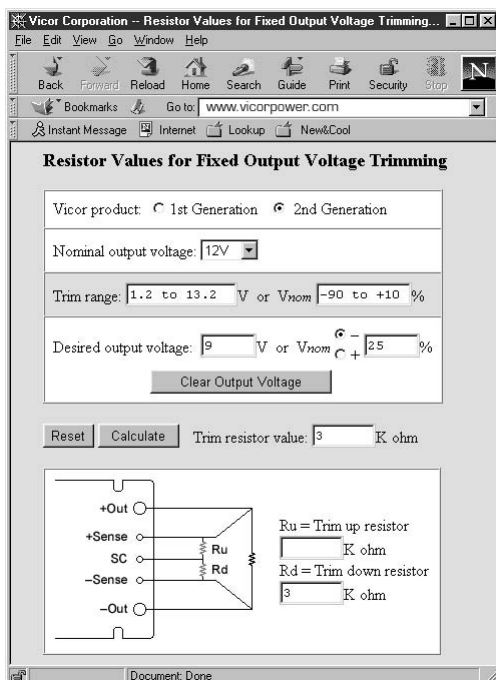 Vicor Corporation -- Resistor Values for Fixed Output Voltage Trimming...
File Edit View Go Window Help
Back Forward Reload Home Search Guide Print Security Stop N
Bookmarks Go to: www.vicorpower.com
Instant Message Internet Lookup New&Cool
Resistor Values for Fixed Output Voltage Trimming
Vicor product: 1st Generation 2nd Generation
Nominal output voltage: 12V
Trim range: 1.2 to 13.2 V or Vnom -90 to +10 %
Desired output voltage: 9 V or Vnom − + 25 %
Clear Output Voltage
Reset Calculate Trim resistor value: 3 K ohm
+Out
+Sense
SC
−Sense
−Out
Ru
Rd
Ru = Trim up resistor
K ohm
Rd = Trim down resistor
3 K ohm
Document: Done